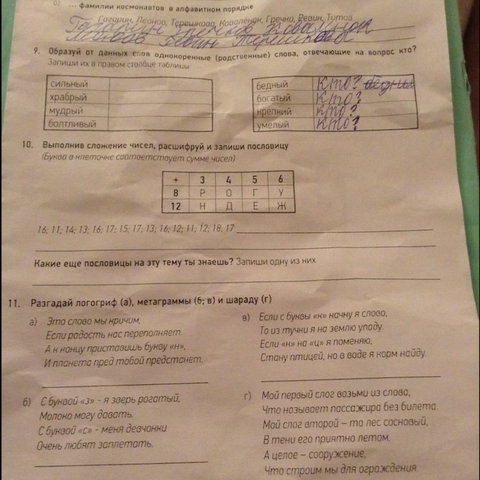 ... фамилии космонавтов в алфавитном порядке
Гагарин, Леонов, Терешкова, Ковалёнок, Гречко, Девин, Титов
9. Образуй от данных слов однокоренные (родственные) слова, отвечающие на вопрос кто?
Запиши их в правом столбце таблицы
сильный
храбрый
мудрый
болтливый
бедный кто?
богатый кто?
крепкий кто?
умелый кто?
10. Выполнив сложение чисел, расшифруй и запиши пословицу
(Буква в клеточке соответствует сумме чисел)
+ 3 4 5 6
8 Р О Г У
12 Н Д Е Ж
16; 11; 14; 13; 16; 17; 15; 17; 13; 16; 12; 11; 12; 18; 17
Какие еще пословицы на эту тему ты знаешь? Запиши одну из них
11. Разгадай логогриф (а), метаграммы (б; в) и шараду (г)
а) Это слово мы кричим,
Если радость нас переполняет.
А к концу приставишь букву «н»,
И планета пред тобой предстанет.
б) С буквой «з» - я зверь рогатый,
Молоко могу давать.
С буквой «с» - меня девчонки
Очень любят заплетать.
в) Если с буквы «к» начну я слово,
То из тучки я на землю упаду.
Если «к» на «ц» я поменяю,
Стану птицей, но в воде я корм найду.
г) Мой первый слог возьми из слова,
Что называет пассажира без билета.
Мой слог второй – то лес сосновый,
В тени его приятно летом.
А целое – сооружение,
Что строим мы для ограждения.